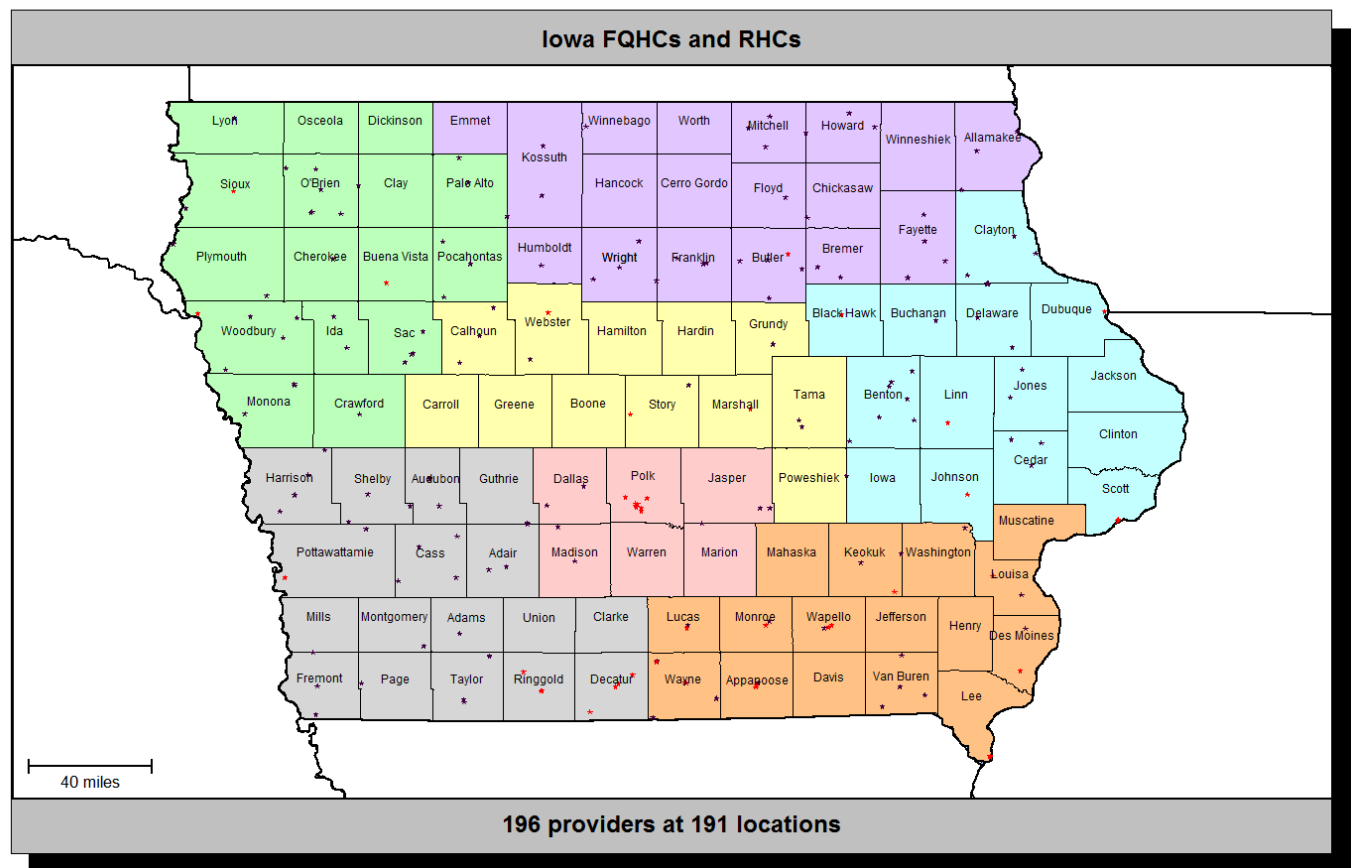 Iowa FQHCs and RHCs
Lyon Osceola Dickinson Emmet Winnebago Worth Mitchell Howard
Winneshiek Allamakee
Kossuth
Sioux O'Brien Clay Palo Alto Hancock Cerro Gordo Floyd Chickasaw
Fayette Clayton
Plymouth Cherokee Buena Vista Pocahontas Humboldt Wright Franklin Butler Bremer
Woodbury Ida Sac Calhoun Webster Hamilton Hardin Grundy Black Hawk Buchanan Delaware Dubuque
Monona Crawford Carroll Greene Boone Story Marshall Tama Benton Linn Jones Jackson
Clinton
Harrison Shelby Audubon Guthrie Dallas Polk Jasper Poweshiek Iowa Johnson Cedar Scott
Muscatine
Pottawattamie Cass Adair Madison Warren Marion Mahaska Keokuk Washington
Louisa
Mills Montgomery Adams Union Clarke Lucas Monroe Wapello Jefferson Henry Des Moines
Fremont Page Taylor Ringgold Decatur Wayne Appanoose Davis Van Buren
Lee
40 miles
196 providers at 191 locations